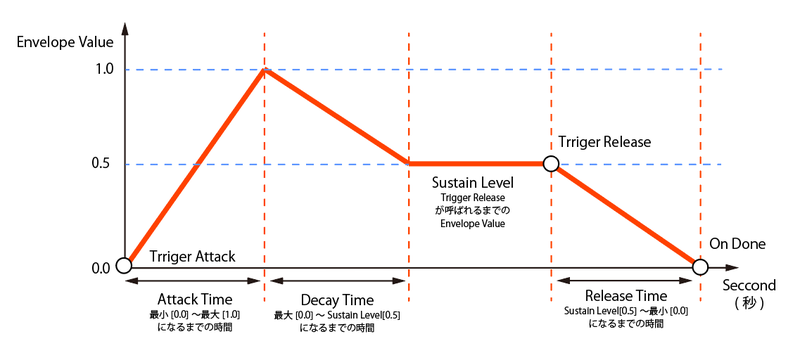 Envelope Value
1.0
0.5
0.0
Trriger Attack
Trriger Release
Sustain Level
Trigger Release
が呼ばれるまでの
Envelope Value
On Done
Seccond
( 秒 )
Attack Time
最小 [0.0] 〜最大 [1.0]
になるまでの時間
Decay Time
最大 [0.0] 〜 Sustain Level[0.5]
になるまでの時間
Release Time
Sustain Level[0.5] 〜最小 [0.0]
になるまでの時間